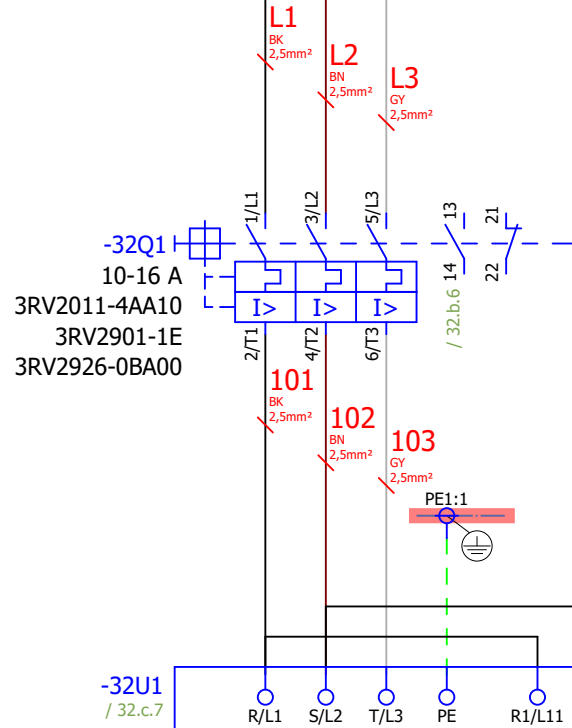 L1
BK
2,5mm²
L2
BN
2,5mm²
L3
GY
2,5mm²
1/L1
3/L2
5/L3
13
21
-32Q1
10-16 A
3RV2011-4AA10
3RV2901-1E
3RV2926-0BA00
I>
I>
I>
14
22
/ 32.b.6
2/T1
4/T2
6/T3
101
BK
2,5mm²
102
BN
2,5mm²
103
GY
2,5mm²
PE1:1
-32U1
/ 32.c.7
R/L1
S/L2
T/L3
PE
R1/L11